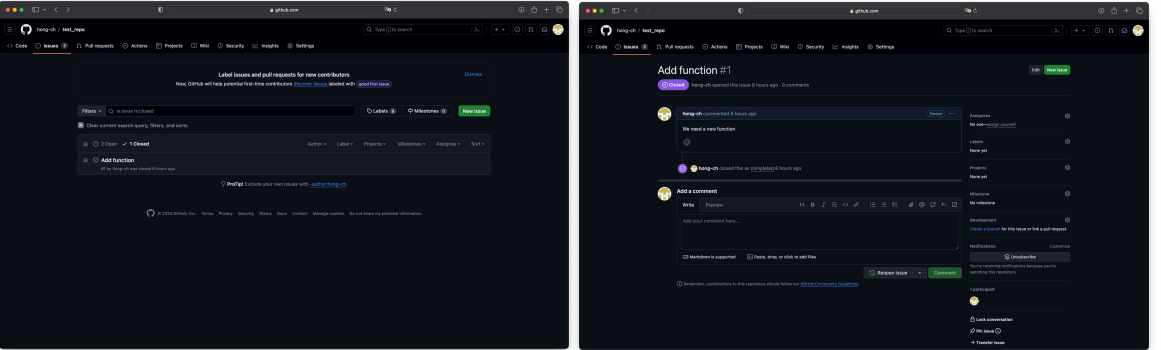 github.com
hong-ch / test_repo
Type / to search
Code
Issues 2
Pull requests
Actions
Projects
Wiki
Security
Insights
Settings
Label issues and pull requests for new contributors
Dismiss
Now, GitHub will help potential first-time contributors discover issues labeled with good first issue
Filters
is:issue is:closed
Labels 9
Milestones 0
New issue
Clear current search query, filters, and sorts
2 Open
1 Closed
Author
Label
Projects
Milestones
Assignee
Sort
Add function
#1 by hong-ch was closed 6 hours ago
ProTip! Exclude your own issues with -author:hong-ch
© 2024 GitHub, Inc. Terms Privacy Security Status Docs Contact Manage cookies Do not share my personal information
github.com
hong-ch / test_repo
Type / to search
Code
Issues 2
Pull requests
Actions
Projects
Wiki
Security
Insights
Settings
Add function #1
Edit
New issue
Closed
hong-ch opened this issue 6 hours ago · 0 comments
hong-ch commented 6 hours ago
Owner
We need a new function
hong-ch closed this as completed 6 hours ago
Add a comment
Write
Preview
Add your comment here...
Markdown is supported
Paste, drop, or click to add files
Reopen issue
Comment
Remember, contributions to this repository should follow our GitHub Community Guidelines.
Assignees
No one—assign yourself
Labels
None yet
Projects
None yet
Milestone
No milestone
Development
Create a branch for this issue or link a pull request.
Notifications
Customize
Unsubscribe
You're receiving notifications because you're
watching this repository.
1 participant
Lock conversation
Pin issue
Transfer issue